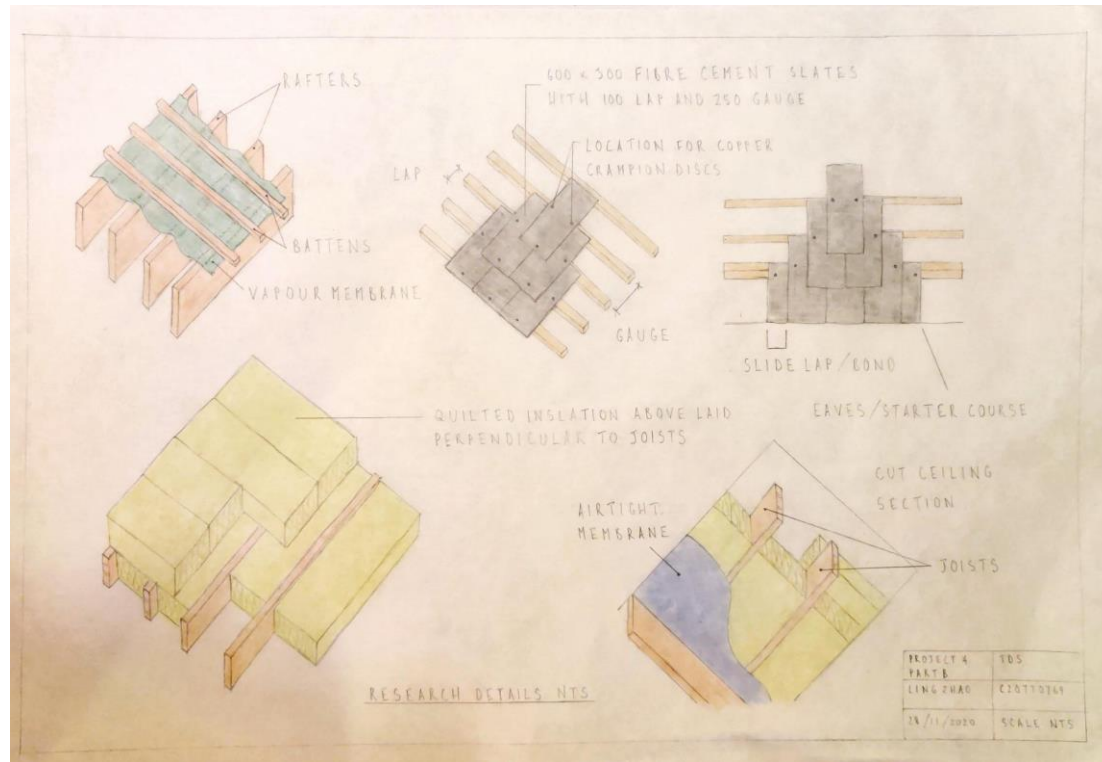 RAFTERS
BATTENS
VAPOUR MEMBRANE
600 x 300 FIBRE CEMENT SLATES
WITH 100 LAP AND 250 GAUGE
LOCATION FOR COPPER
CRAMPION DISCS
LAP
GAUGE
SLIDE LAP/BOND
EAVES/STARTER COURSE
QUILTED INSLATION ABOVE LAID
PERPENDICULAR TO JOISTS
AIRTIGHT
MEMBRANE
CUT CEILING
SECTION
JOISTS
RESEARCH DETAILS NTS
PROJECT 4
PART B
TDS
LING ZHAO
28/11/2020
SCALE NTS